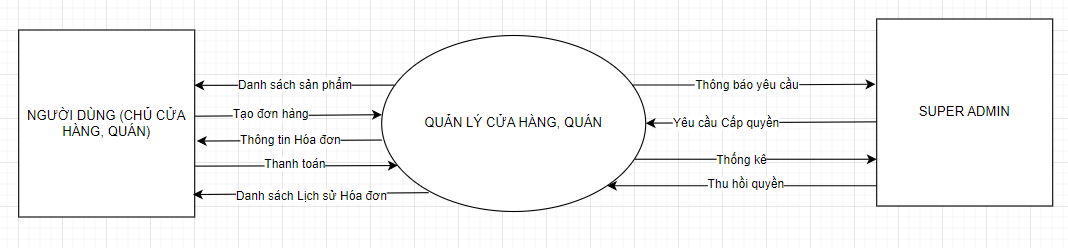 NGƯỜI DÙNG (CHỦ CỬA
HÀNG, QUÁN)
Danh sách sản phẩm
Tạo đơn hàng
Thông tin Hóa đơn
Thanh toán
Danh sách Lịch sử Hóa đơn
QUẢN LÝ CỬA HÀNG, QUÁN
Thông báo yêu cầu
Yêu cầu Cấp quyền
Thống kê
Thu hồi quyền
SUPER ADMIN